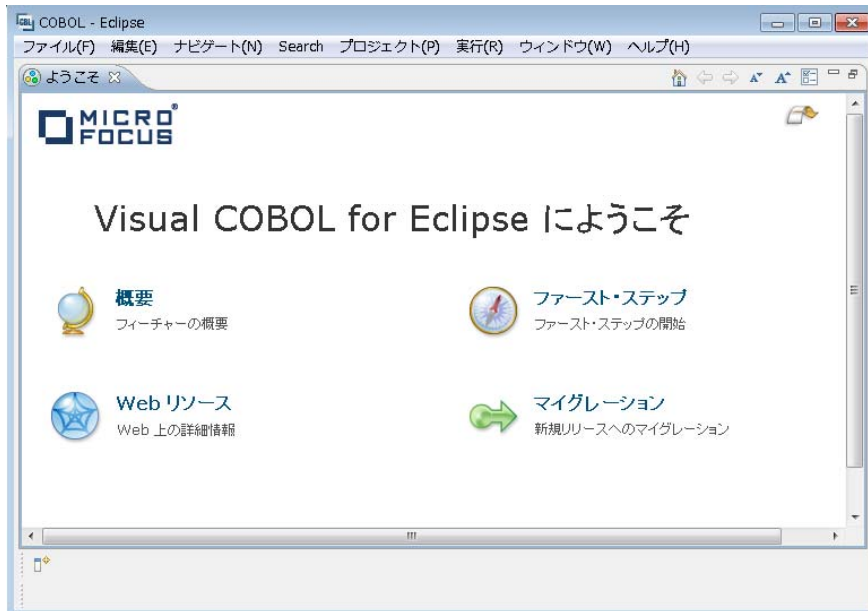 COBOL - Eclipse
ファイル(F) 編集(E) ナビゲート(N) Search プロジェクト(P) 実行(R) ウィンドウ(W) ヘルプ(H)
ようこそ
MICRO FOCUS
Visual COBOL for Eclipse にようこそ
概要
フィーチャーの概要
ファースト・ステップ
ファースト・ステップの開始
Web リソース
Web 上の詳細情報
マイグレーション
新規リリースへのマイグレーション